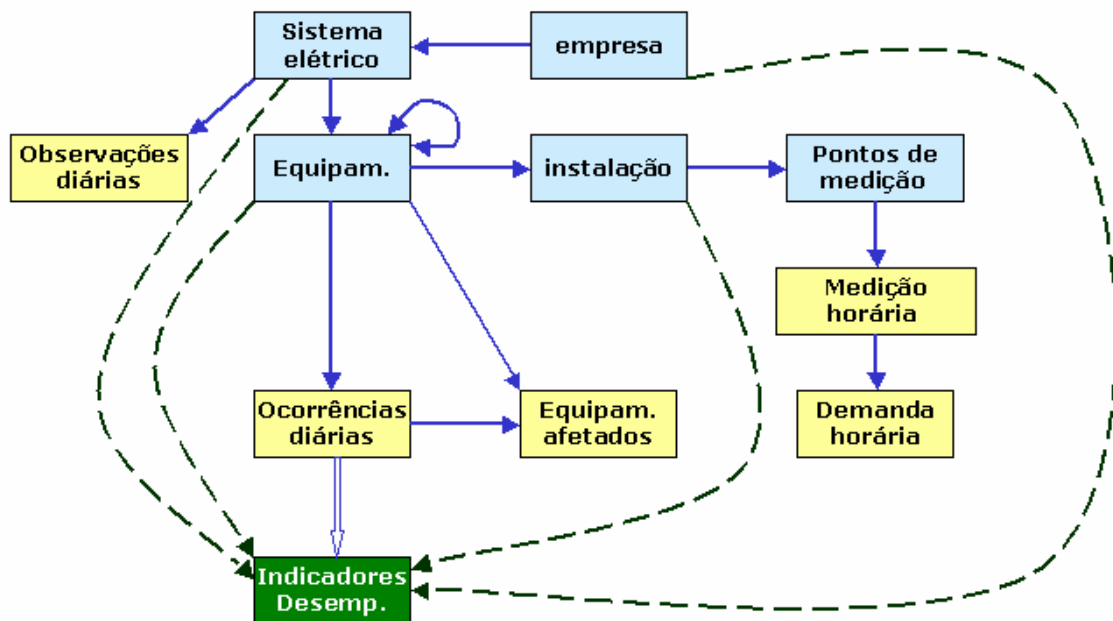 Sistema
elétrico
empresa
Observações
diárias
Equipam.
instalação
Pontos de
medição
Medição
horária
Ocorrências
diárias
Equipam.
afetados
Demanda
horária
Indicadores
Desemp.